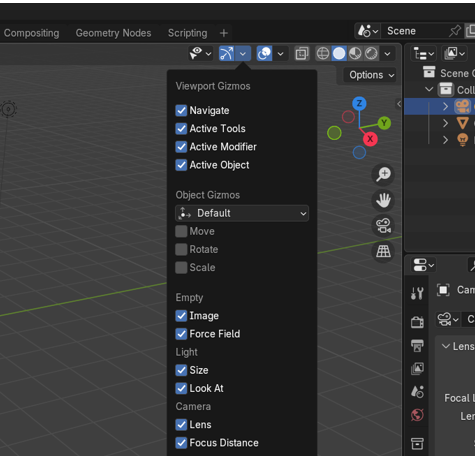 Compositing Geometry Nodes Scripting + Scene
Options Scene
Coll
Viewport Gizmos
Navigate
Active Tools
Active Modifier
Active Object
Z
Y
X
Object Gizmos
Default
Move
Rotate
Scale
Empty
Image
Force Field
Light
Size
Look At
Camera
Lens
Focus Distance
Cam
C
Lens
Focal L
Len